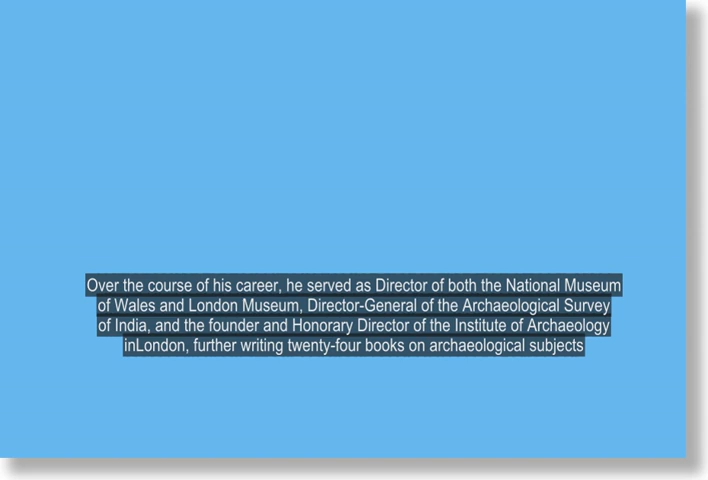 Over the course of his career, he served as Director of both the National Museum
of Wales and London Museum, Director-General of the Archaeological Survey
of India, and the founder and Honorary Director of the Institute of Archaeology
inLondon, further writing twenty-four books on archaeological subjects